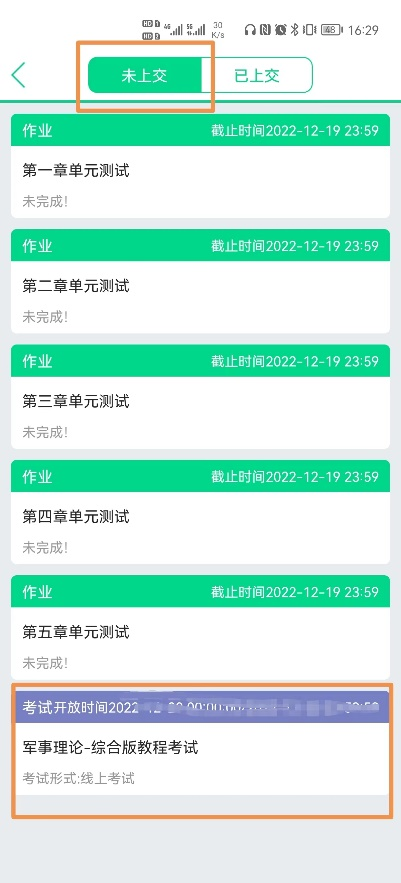 HD 1 4G 5G 30 48 16:29
HD 2 K/s
未上交 已上交
作业 截止时间2022-12-19 23:59
第一章单元测试
未完成!
作业 截止时间2022-12-19 23:59
第二章单元测试
未完成!
作业 截止时间2022-12-19 23:59
第三章单元测试
未完成!
作业 截止时间2022-12-19 23:59
第四章单元测试
未完成!
作业 截止时间2022-12-19 23:59
第五章单元测试
未完成!
考试开放时间2022
军事理论-综合版教程考试
考试形式:线上考试